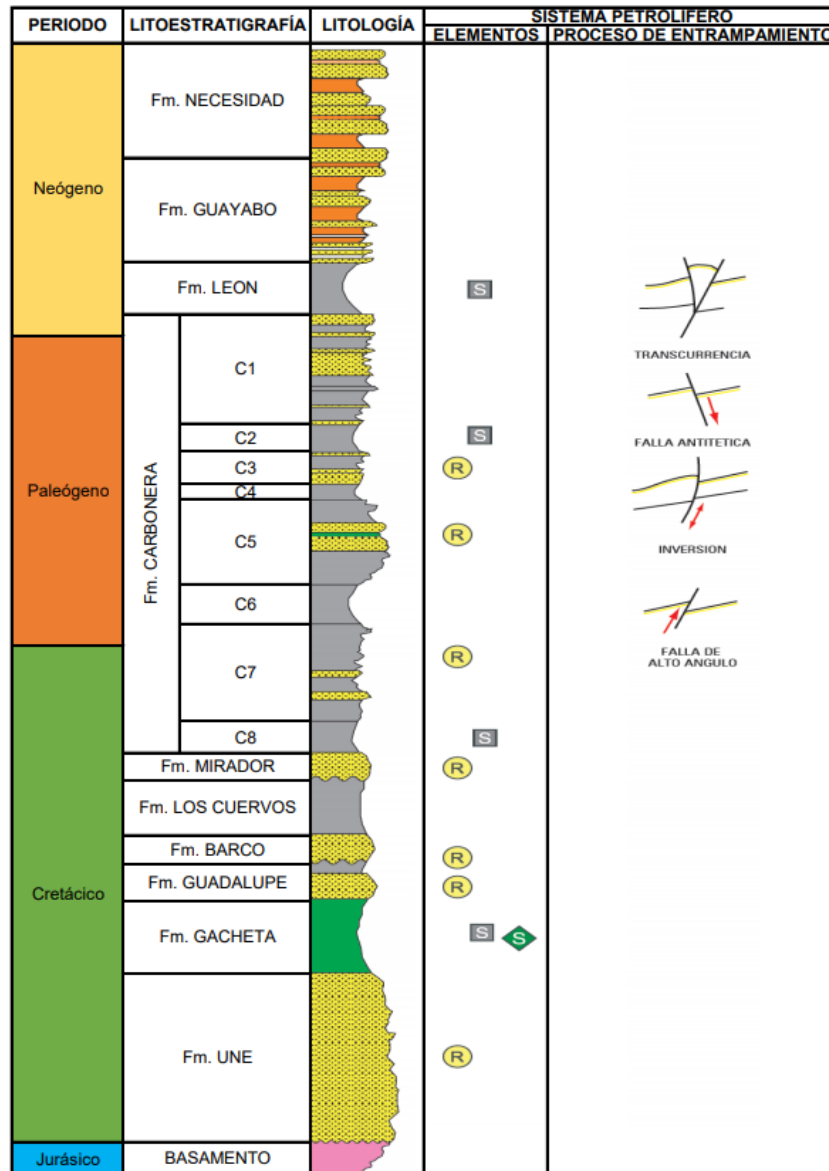 PERIODO LITOESTRATIGRAFÍA LITOLOGÍA SISTEMA PETROLIFERO
ELEMENTOS PROCESO DE ENTRAMPAMIENTO
Neógeno
Fm. NECESIDAD
Fm. GUAYABO
Fm. LEON
S
TRANSCURRENCIA
Paleógeno
Fm. CARBONERA
C1
C2
S
FALLA ANTITETICA
C3
R
C4
C5
R
INVERSION
C6
C7
R
FALLA DE
ALTO ANGULO
C8
S
Cretácico
Fm. MIRADOR
R
Fm. LOS CUERVOS
Fm. BARCO
R
Fm. GUADALUPE
R
Fm. GACHETA
S S
Fm. UNE
R
Jurásico BASAMENTO